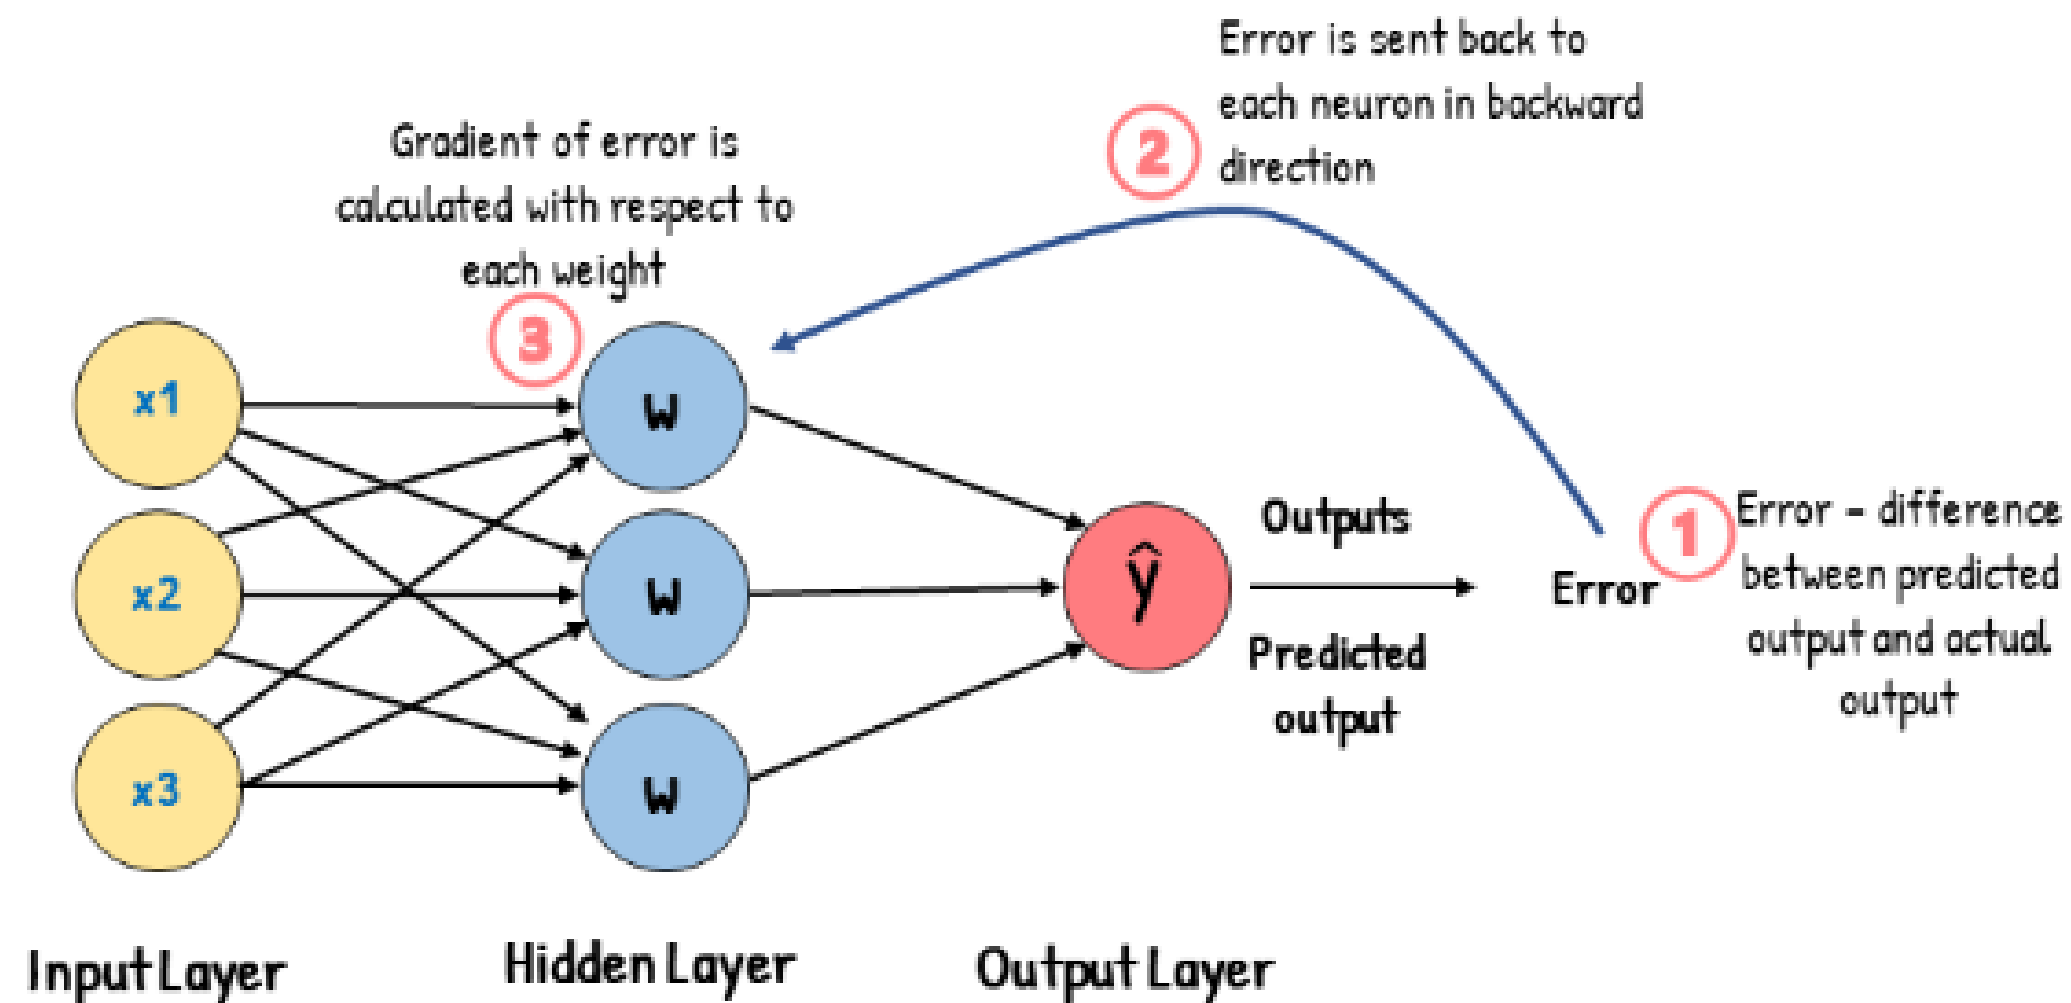 Error is sent back to
each neuron in backward
direction
2
Gradient of error is
calculated with respect to
each weight
3
x1
w
x2
w
x3
w
ŷ
Outputs
Predicted
output
Error
1
Error - difference
between predicted
output and actual
output
Input Layer
Hidden Layer
Output Layer